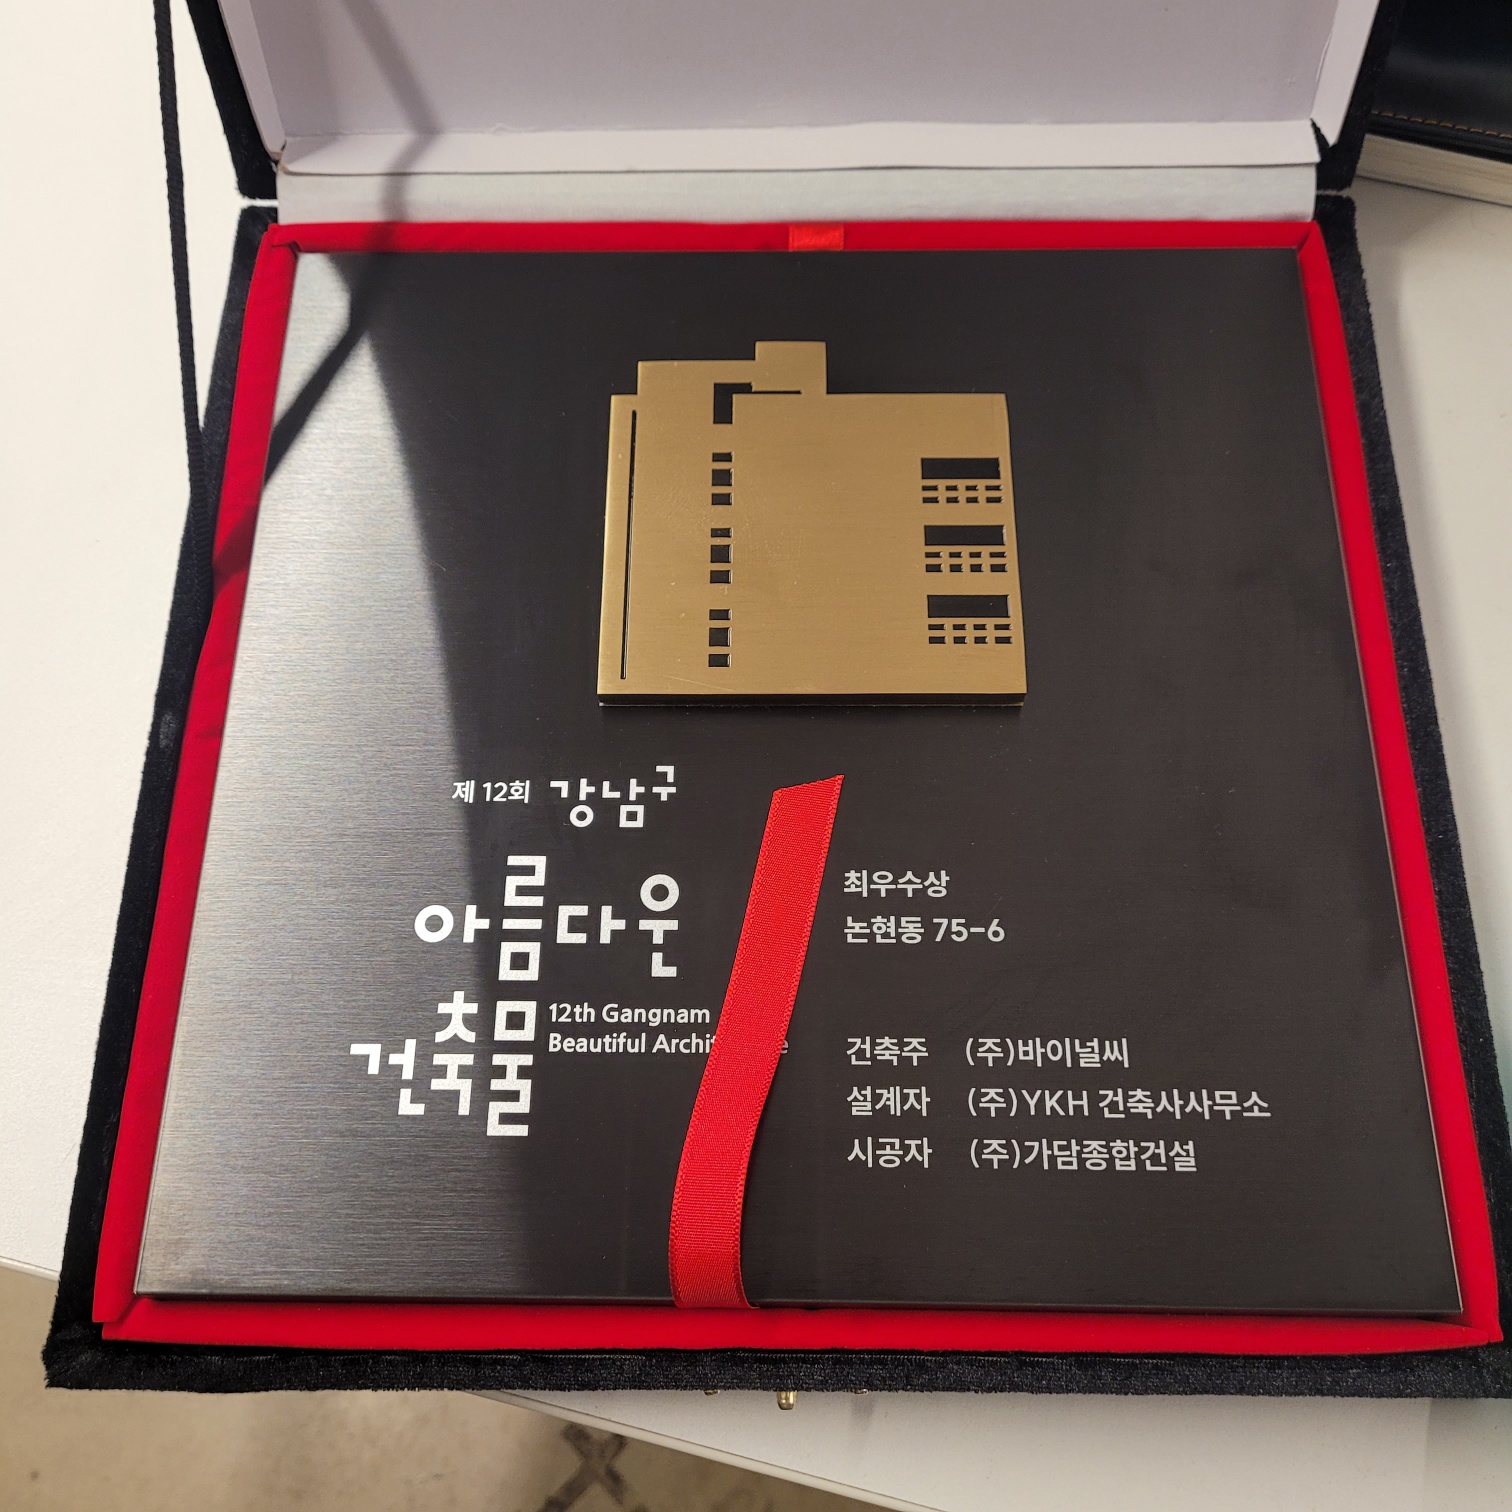 제 12회 강남구
아름다운
건축물
12th Gangnam
Beautiful
최우수상
논현동 75-6
건축주 (주)바이널씨
설계자 (주)YKH 건축사사무소
시공자 (주)가담종합건설